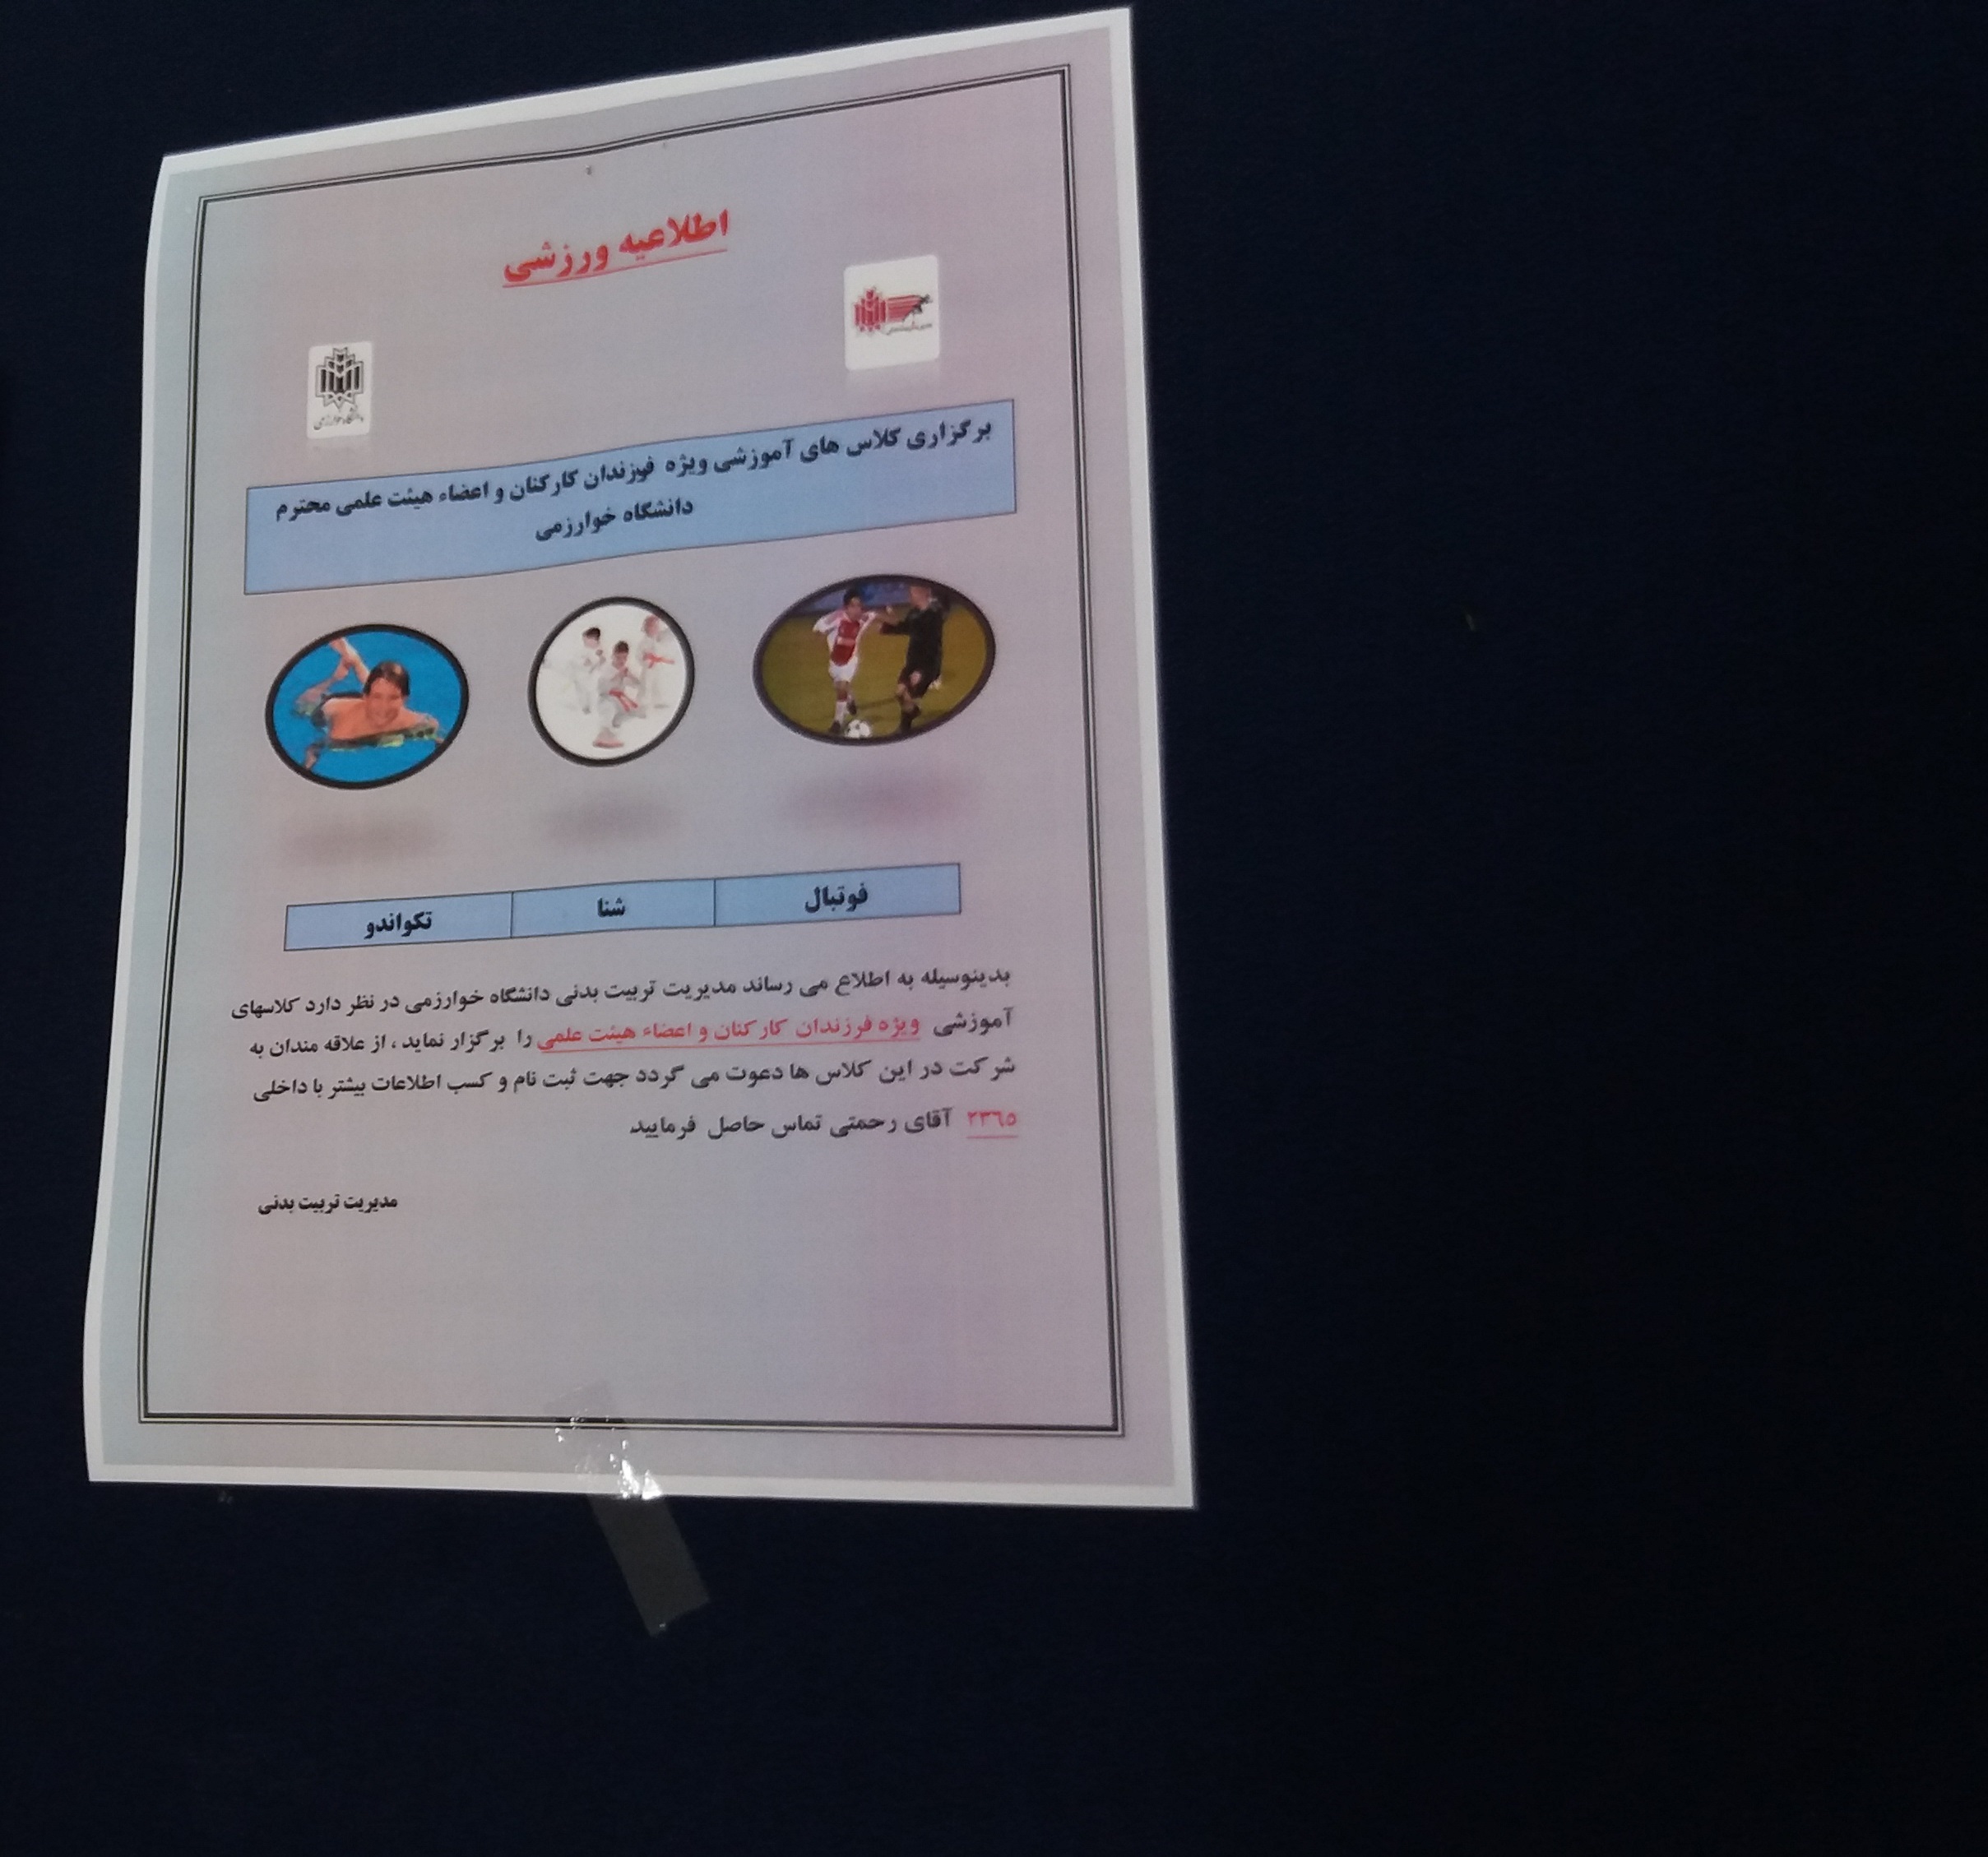 اطلاعیه ورزشی
دانشگاه خوارزمی
برگزاری کلاس های آموزشی ویژه فرزندان کارکنان و اعضاء هیئت علمی محترم
دانشگاه خوارزمی
فوتبال شنا تکواندو
بدینوسیله به اطلاع می رساند مدیریت تربیت بدنی دانشگاه خوارزمی در نظر دارد کلاسهای
آموزشی ویژه فرزندان کارکنان و اعضاء هیئت علمی را برگزار نماید ، از علاقه مندان به
شرکت در این کلاس ها دعوت می گردد جهت ثبت نام و کسب اطلاعات بیشتر با داخلی
۲۳۶۵ آقای رحمتی تماس حاصل فرمایید
مدیریت تربیت بدنی